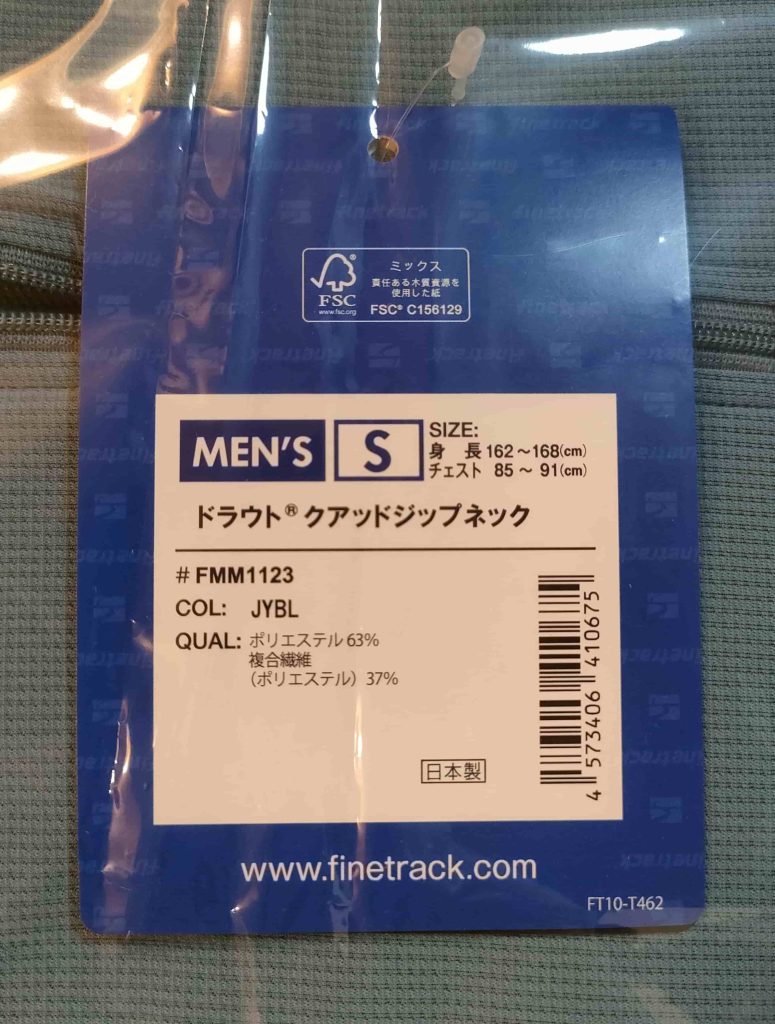 FSC
www.fsc.org
ミックス
責任ある木質資源を
使用した紙
FSC® C156129
MEN'S
S
SIZE:
身 長 162～168(cm)
チェスト 85～ 91(cm)
ドラウト®クアッドジップネック
# FMM1123
COL: JYBL
QUAL: ポリエステル 63%
複合繊維
（ポリエステル）37%
日本製
4 573406 410675
www.finetrack.com
FT10-T462
finetrack